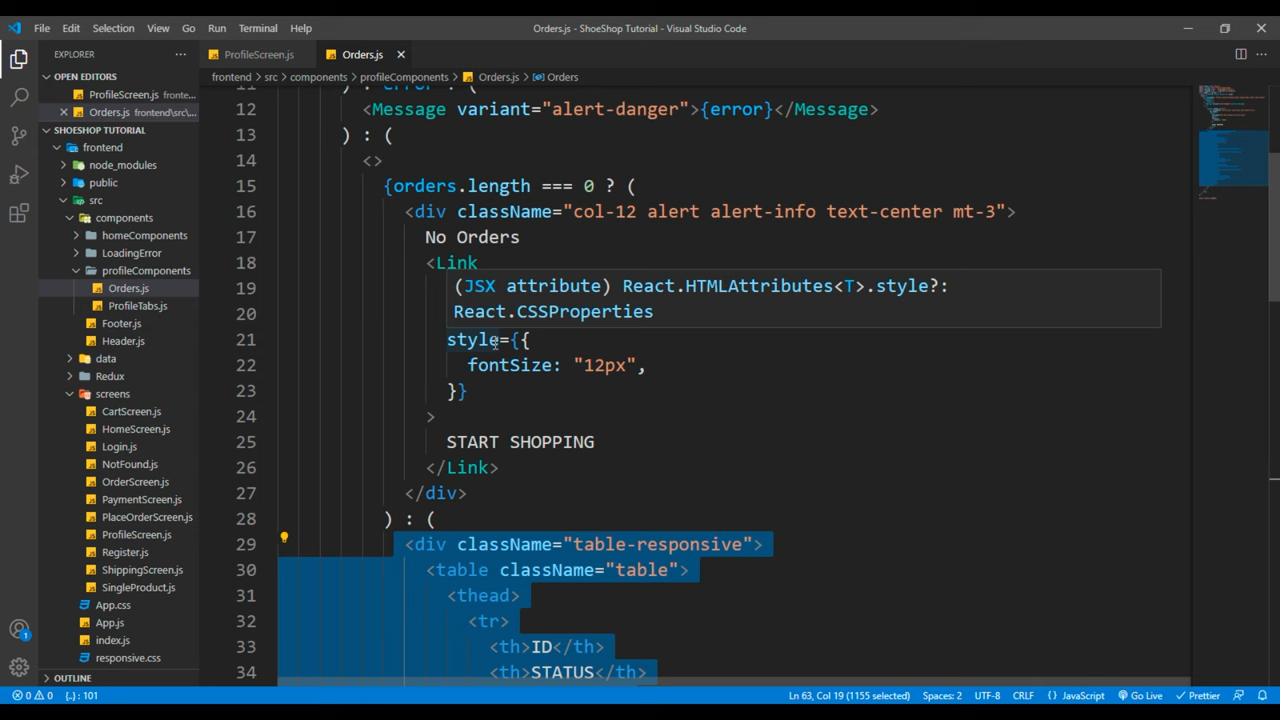 File Edit Selection View Go Run Terminal Help
Orders.js - ShoeShop Tutorial - Visual Studio Code
EXPLORER
OPEN EDITORS
ProfileScreen.js fronte...
Orders.js frontend\src\...
SHOESHOP TUTORIAL
frontend
node_modules
public
src
components
homeComponents
LoadingError
profileComponents
Orders.js
ProfileTabs.js
Footer.js
Header.js
data
Redux
screens
CartScreen.js
HomeScreen.js
Login.js
NotFound.js
OrderScreen.js
PaymentScreen.js
PlaceOrderScreen.js
ProfileScreen.js
Register.js
ShippingScreen.js
SingleProduct.js
App.css
App.js
index.js
responsive.css
OUTLINE
ProfileScreen.js Orders.js
frontend > src > components > profileComponents > Orders.js > Orders
11 ) : error ? (
12 <Message variant="alert-danger">{error}</Message>
13 ) : (
14 <>
15 {orders.length === 0 ? (
16 <div className="col-12 alert alert-info text-center mt-3">
17 No Orders
18 <Link
19 (JSX attribute) React.HTMLAttributes<T>.style?:
20 React.CSSProperties
21 style={{
22 fontSize: "12px",
23 }}
24 >
25 START SHOPPING
26 </Link>
27 </div>
28 ) : (
29 <div className="table-responsive">
30 <table className="table">
31 <thead>
32 <tr>
33 <th>ID</th>
34 <th>STATUS</th>
1
0 0 {..} : 101 Ln 63, Col 19 (1155 selected) Spaces: 2 UTF-8 CRLF {} JavaScript Go Live Prettier